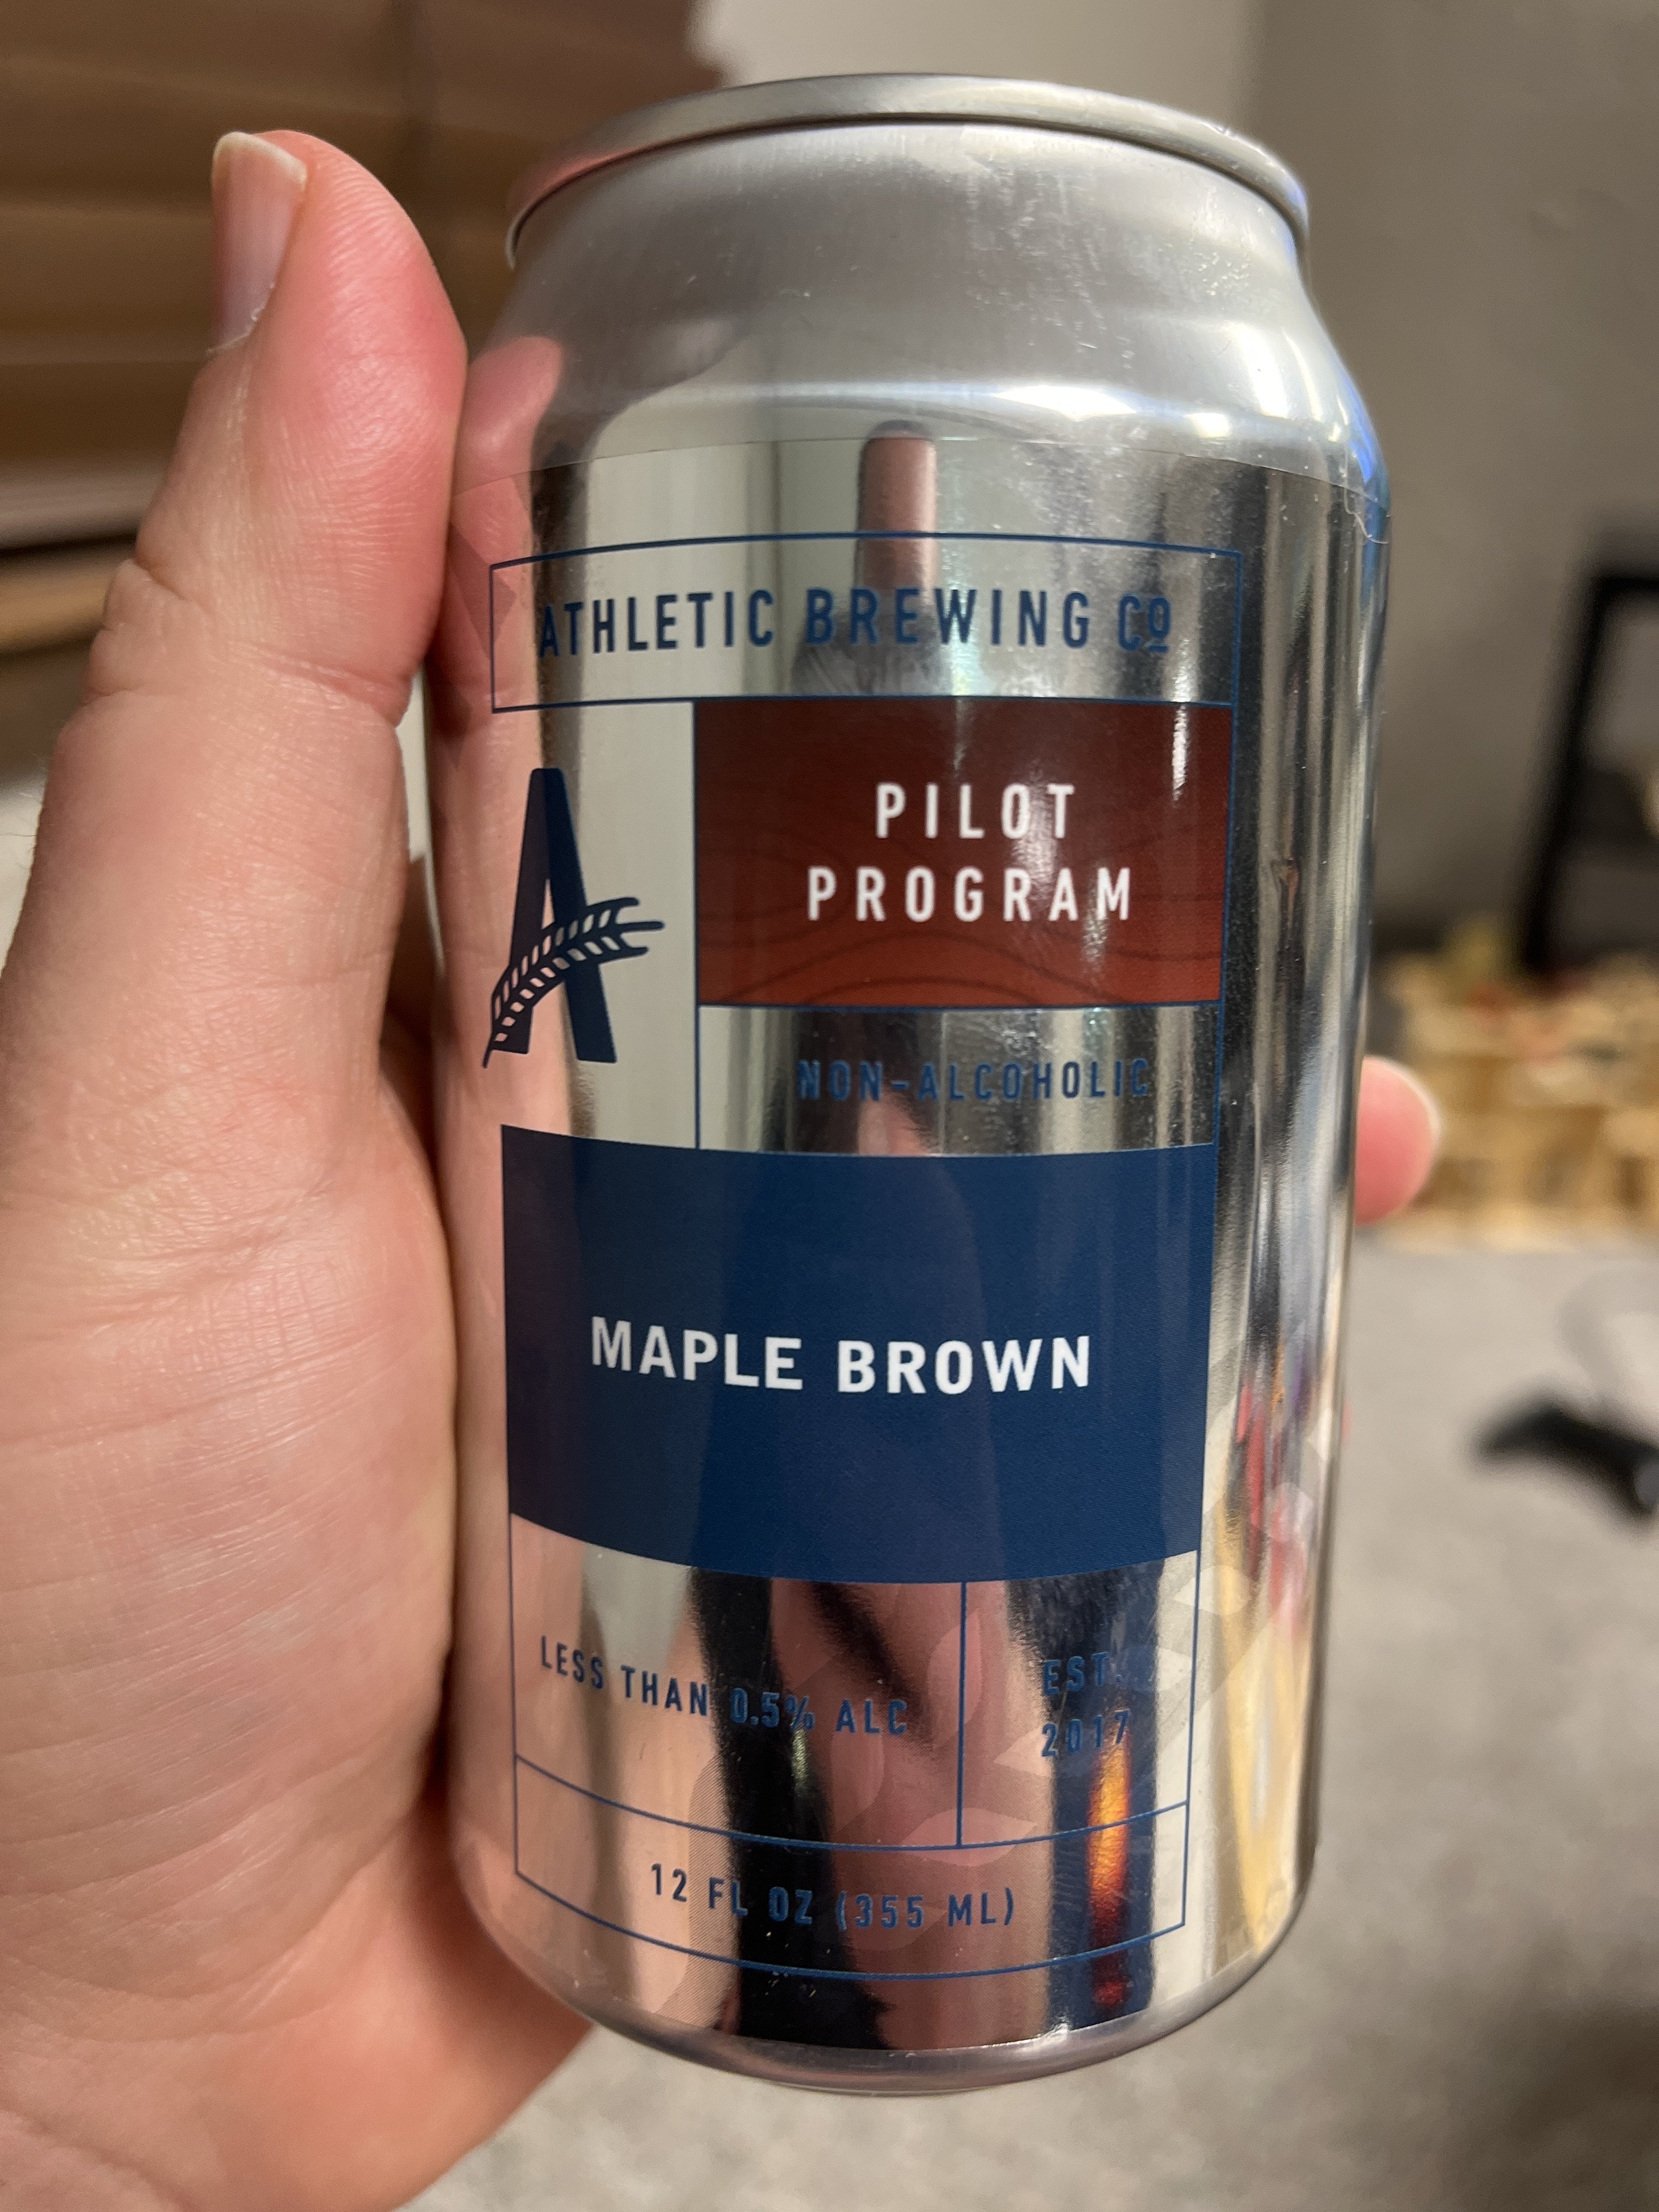 ATHLETIC BREWING Cº
A
PILOT
PROGRAM
NON-ALCOHOLIC
MAPLE BROWN
LESS THAN 0.5% ALC
EST.
2017
12 FL OZ (355 ML)